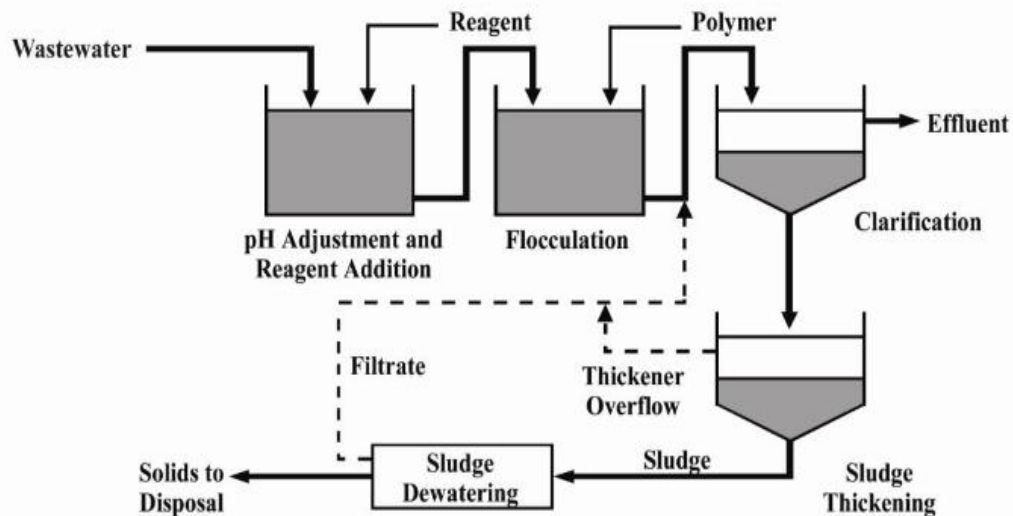 Reagent
Polymer
Wastewater
Effluent
pH Adjustment and
Reagent Addition
Flocculation
Clarification
Filtrate
Thickener
Overflow
Solids to
Disposal
Sludge
Dewatering
Sludge
Sludge
Thickening